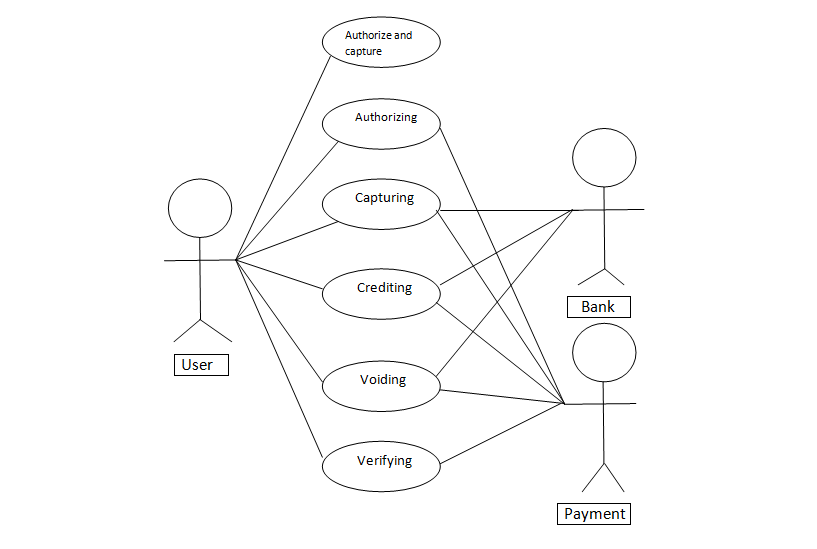 Authorize and
capture
Authorizing
Capturing
Crediting
Voiding
Verifying
User
Bank
Payment